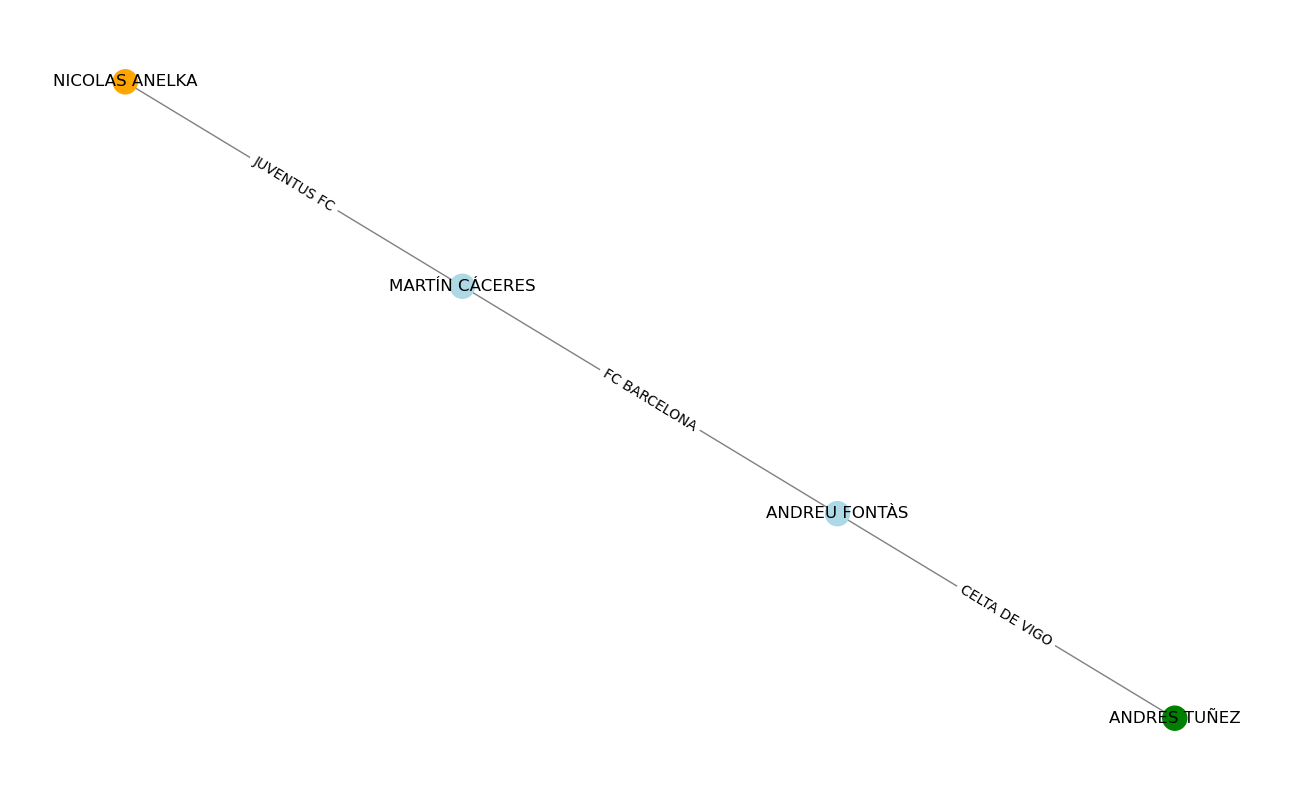 NICOLAS ANELKA
JUVENTUS FC
MARTÍN CÁCERES
FC BARCELONA
ANDREU FONTÀS
CELTA DE VIGO
ANDRES TUÑEZ